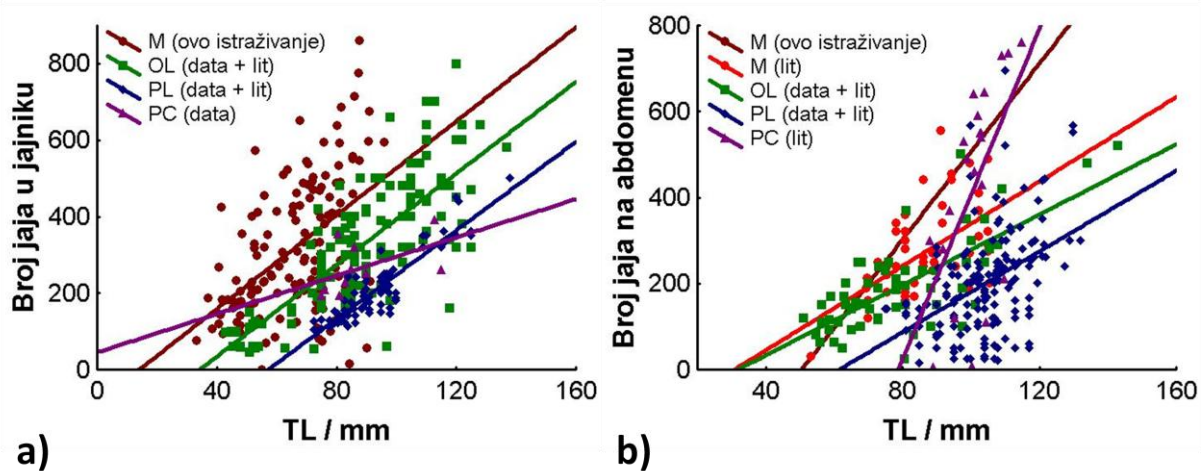 Broj jaja u jajniku
800
600
400
200
0
M (ovo istraživanje)
OL (data + lit)
PL (data + lit)
PC (data)
0 40 80 120 160
TL / mm
a)
Broj jaja na abdomenu
800
600
400
200
0
M (ovo istraživanje)
M (lit)
OL (data + lit)
PL (data + lit)
PC (lit)
40 80 120 160
TL / mm
b)